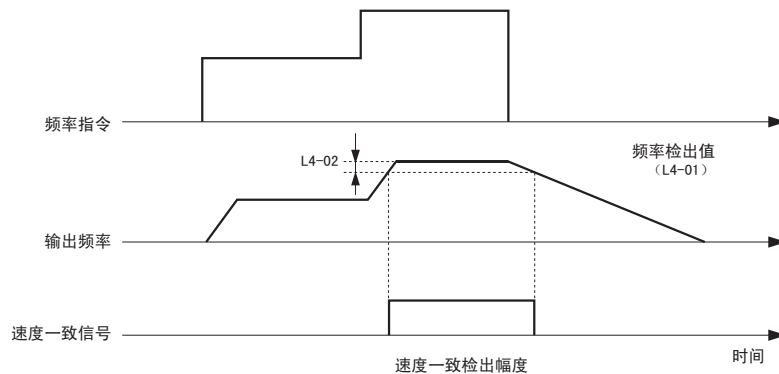 频率指令
L4-02
频率检出值
（L4-01）
输出频率
速度一致信号
时间
速度一致检出幅度